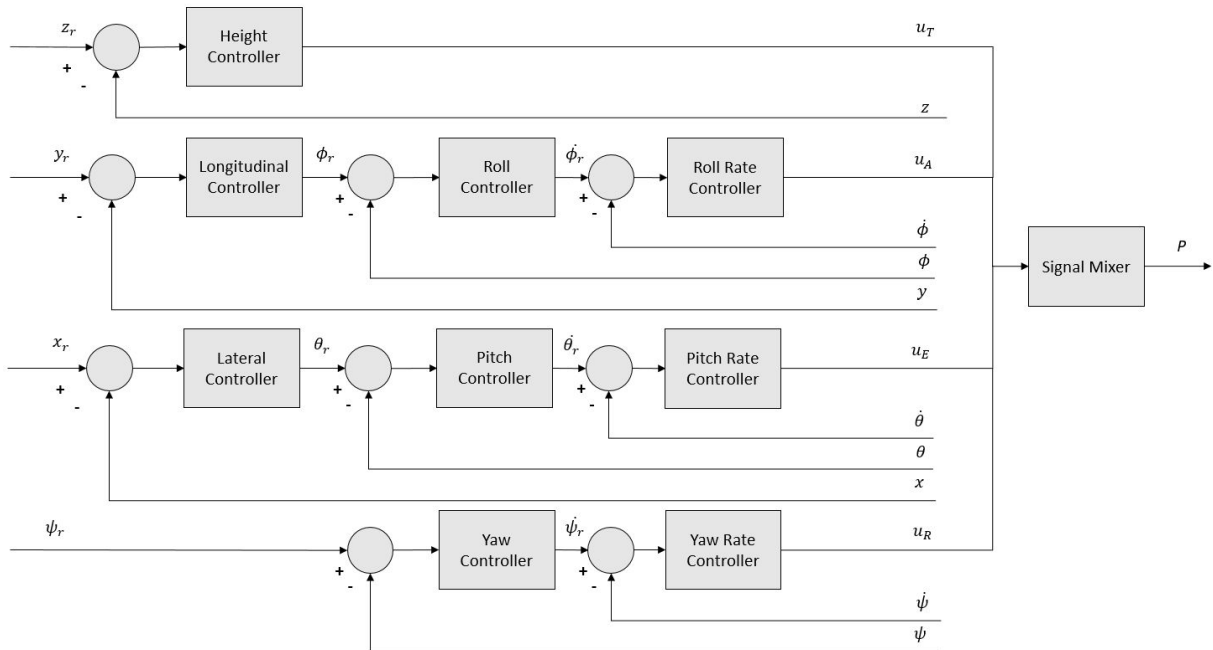 z_r
Height
Controller
u_T
+
-
z
y_r
Longitudinal
Controller
ϕ_r
Roll
Controller
ϕ̇_r
Roll Rate
Controller
u_A
+
-
+
-
+
-
ϕ̇
ϕ
y
Signal Mixer
P
x_r
Lateral
Controller
θ_r
Pitch
Controller
θ̇_r
Pitch Rate
Controller
u_E
+
-
+
-
+
-
θ̇
θ
x
ψ_r
Yaw
Controller
ψ̇_r
Yaw Rate
Controller
u_R
+
-
+
-
ψ̇
ψ